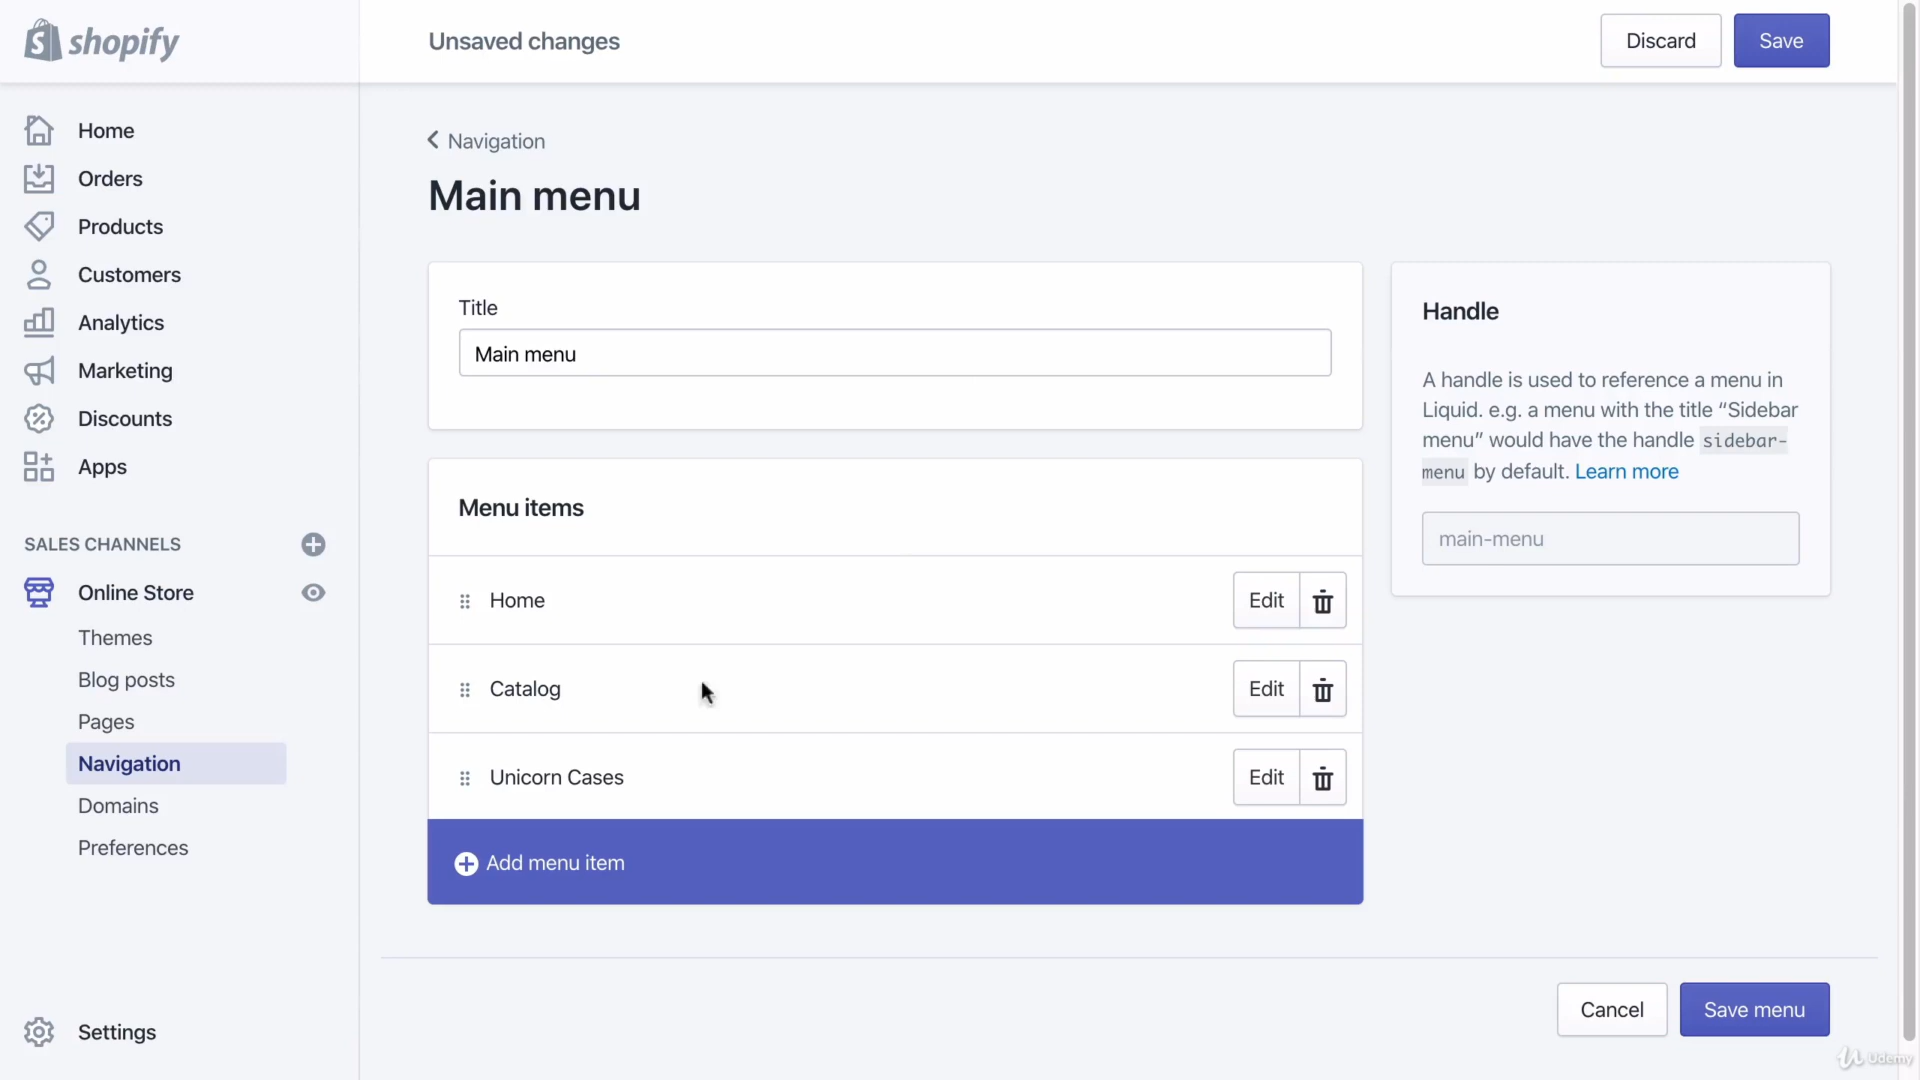 shopify
Unsaved changes
Discard
Save
Home
Orders
Products
Customers
Analytics
Marketing
Discounts
Apps
SALES CHANNELS
Online Store
Themes
Blog posts
Pages
Navigation
Domains
Preferences
Settings
Navigation
Main menu
Title
Main menu
Menu items
Home
Edit
Catalog
Edit
Unicorn Cases
Edit
Add menu item
Handle
A handle is used to reference a menu in
Liquid. e.g. a menu with the title “Sidebar
menu” would have the handle sidebar-
menu by default. Learn more
main-menu
Cancel
Save menu
Udemy